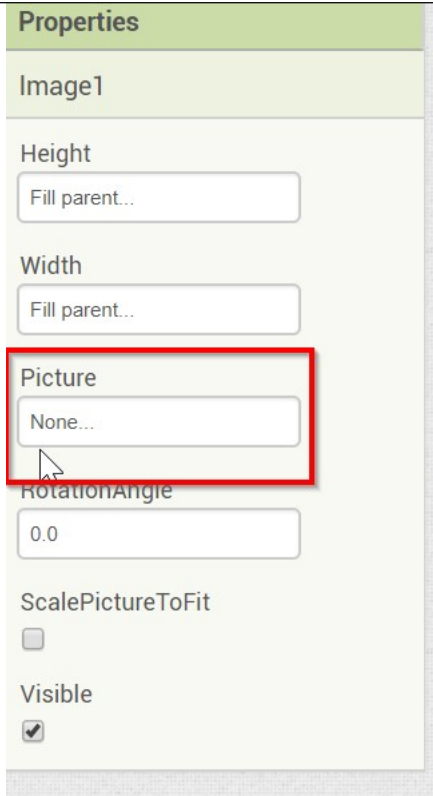 Properties
Image1
Height
Fill parent...
Width
Fill parent...
Picture
None...
RotationAngle
0.0
ScalePictureToFit
Visible